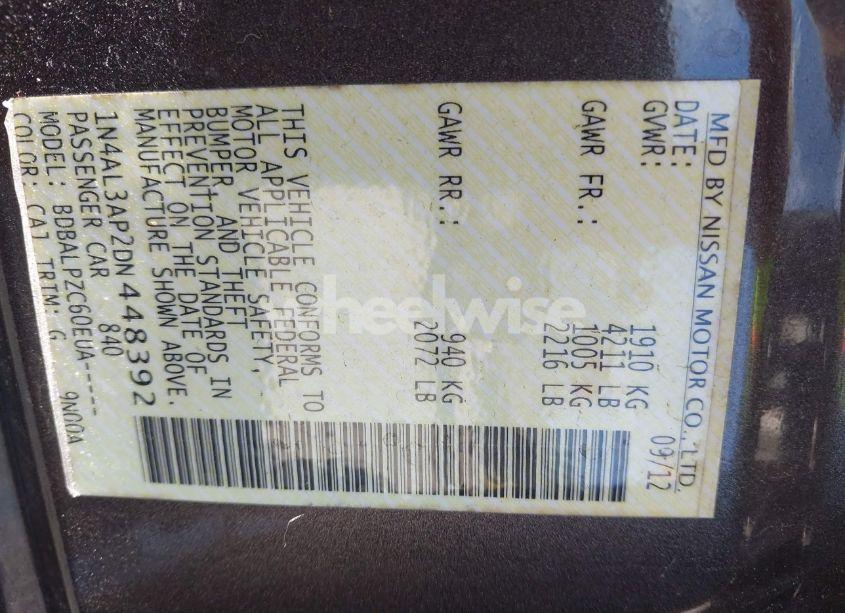 MFD BY NISSAN MOTOR CO., LTD.
DATE: 09/12
GVWR: 1910 KG
4211 LB
GAWR FR.: 1005 KG
2216 LB
GAWR RR.: 940 KG
2072 LB
THIS VEHICLE CONFORMS TO
ALL APPLICABLE FEDERAL
MOTOR VEHICLE SAFETY,
BUMPER, AND THEFT
PREVENTION STANDARDS IN
EFFECT ON THE DATE OF
MANUFACTURE SHOWN ABOVE.
1N4AL3AP2DN448392
PASSENGER CAR 840
MODEL: BDBALPZC60EUA-----
COLOR: CAJ TRIM: G 9N00A
wheelwise